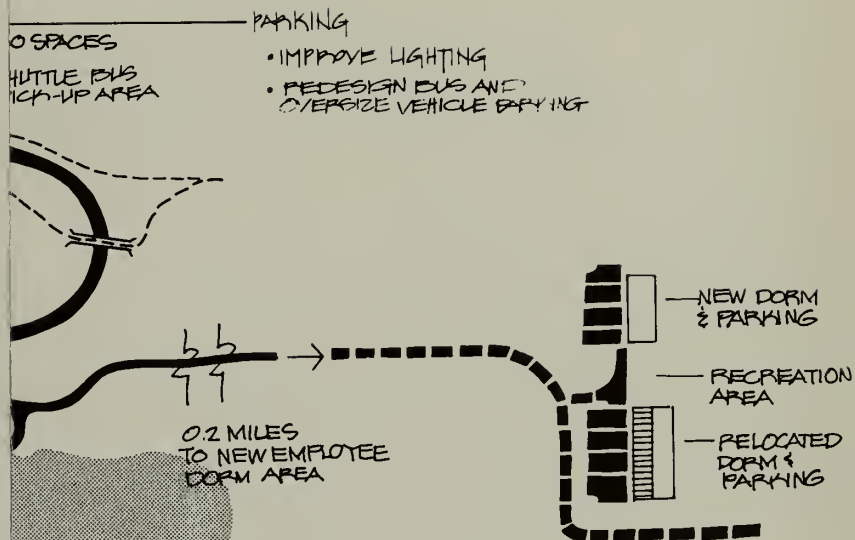 PARKING
• IMPROVE LIGHTING
• REDESIGN BUS AND
OVERSIZE VEHICLE PARKING
O SPACES
HUTTLE BUS
ICK-UP AREA
NEW DORM
& PARKING
RECREATION
AREA
RELOCATED
DORM &
PARKING
0.2 MILES
TO NEW EMPLOYEE
DORM AREA